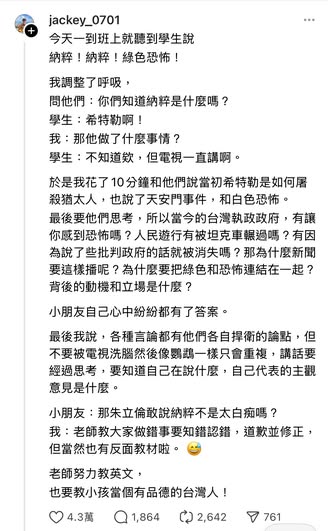 jackey_0701
今天一到班上就聽到學生說
納粹！納粹！綠色恐怖！
我調整了呼吸，
問他們：你們知道納粹是什麼嗎？
學生：希特勒啊！
我：那他做了什麼事情？
學生：不知道欸，但電視一直講啊。
於是我花了10分鐘和他們說當初希特勒是如何屠
殺猶太人，也說了天安門事件，和白色恐怖。
最後要他們思考，所以當今的台灣執政政府，有讓
你感到恐怖嗎？人民遊行有被坦克車輾過嗎？有因
為說了些批判政府的話就被消失嗎？那為什麼新聞
要這樣播呢？為什麼要把綠色和恐怖連結在一起？
背後的動機和立場是什麼？
小朋友自己心中紛紛都有了答案。
最後我說，各種言論都有他們各自捍衛的論點，但
不要被電視洗腦然後像鸚鵡一樣只會重複，講話要
經過思考，要知道自己在說什麼，自己代表的主觀
意見是什麼。
小朋友：那朱立倫敢說納粹不是太白痴嗎？
我：老師教大家做錯事要知錯認錯，道歉並修正，
但當然也有反面教材啦。😅
老師努力教英文，
也要教小孩當個有品德的台灣人！
4.3萬 1,864 2,642 761